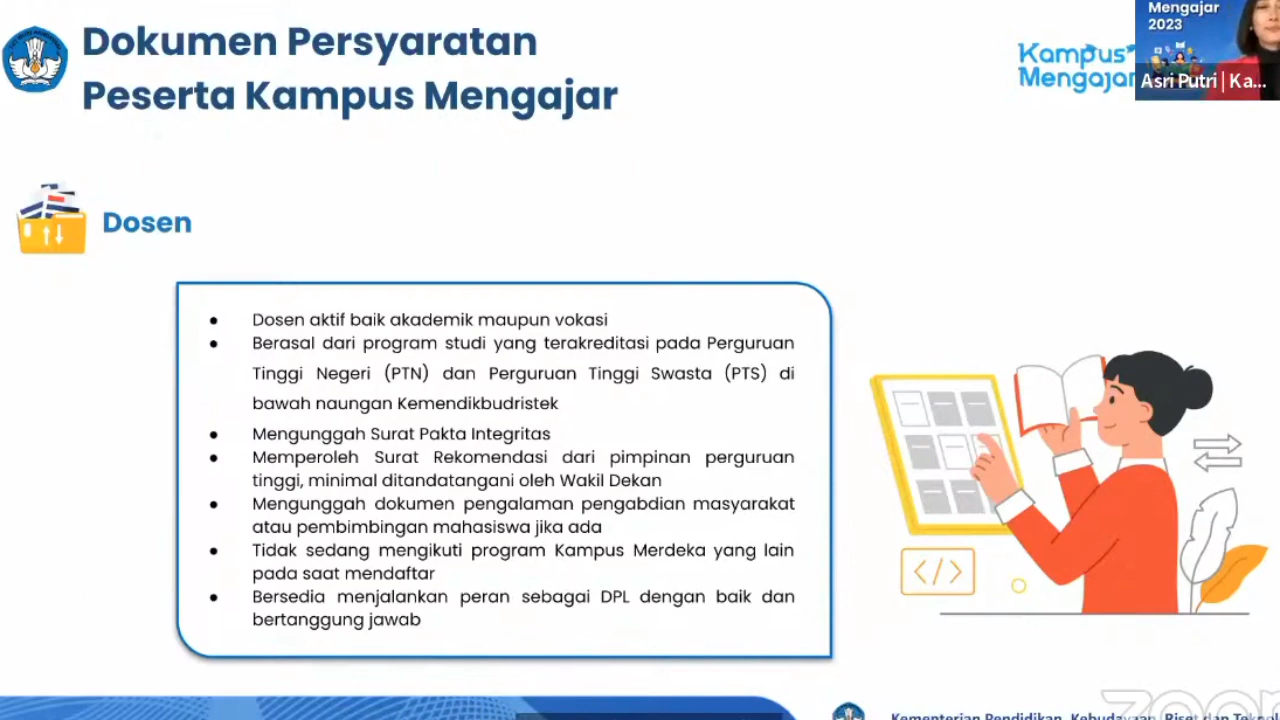 Dokumen Persyaratan
Peserta Kampus Mengajar
Kampus
Mengajar
Mengajar
2023
Asri Putri | Ka...
Dosen
● Dosen aktif baik akademik maupun vokasi
● Berasal dari program studi yang terakreditasi pada Perguruan
Tinggi Negeri (PTN) dan Perguruan Tinggi Swasta (PTS) di
bawah naungan Kemendikbudristek
● Mengunggah Surat Pakta Integritas
● Memperoleh Surat Rekomendasi dari pimpinan perguruan
tinggi, minimal ditandatangani oleh Wakil Dekan
● Mengunggah dokumen pengalaman pengabdian masyarakat
atau pembimbingan mahasiswa jika ada
● Tidak sedang mengikuti program Kampus Merdeka yang lain
pada saat mendaftar
● Bersedia menjalankan peran sebagai DPL dengan baik dan
bertanggung jawab
</>
zoom
Kementerian Pendidikan, Kebudayaan, Riset dan